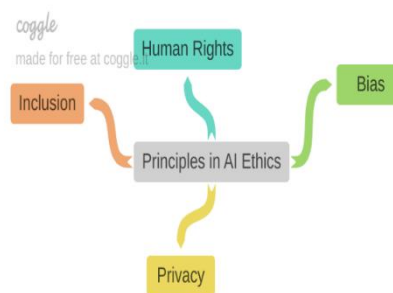 coggle
made for free at coggle.it
Human Rights
Bias
Inclusion
Principles in AI Ethics
Privacy